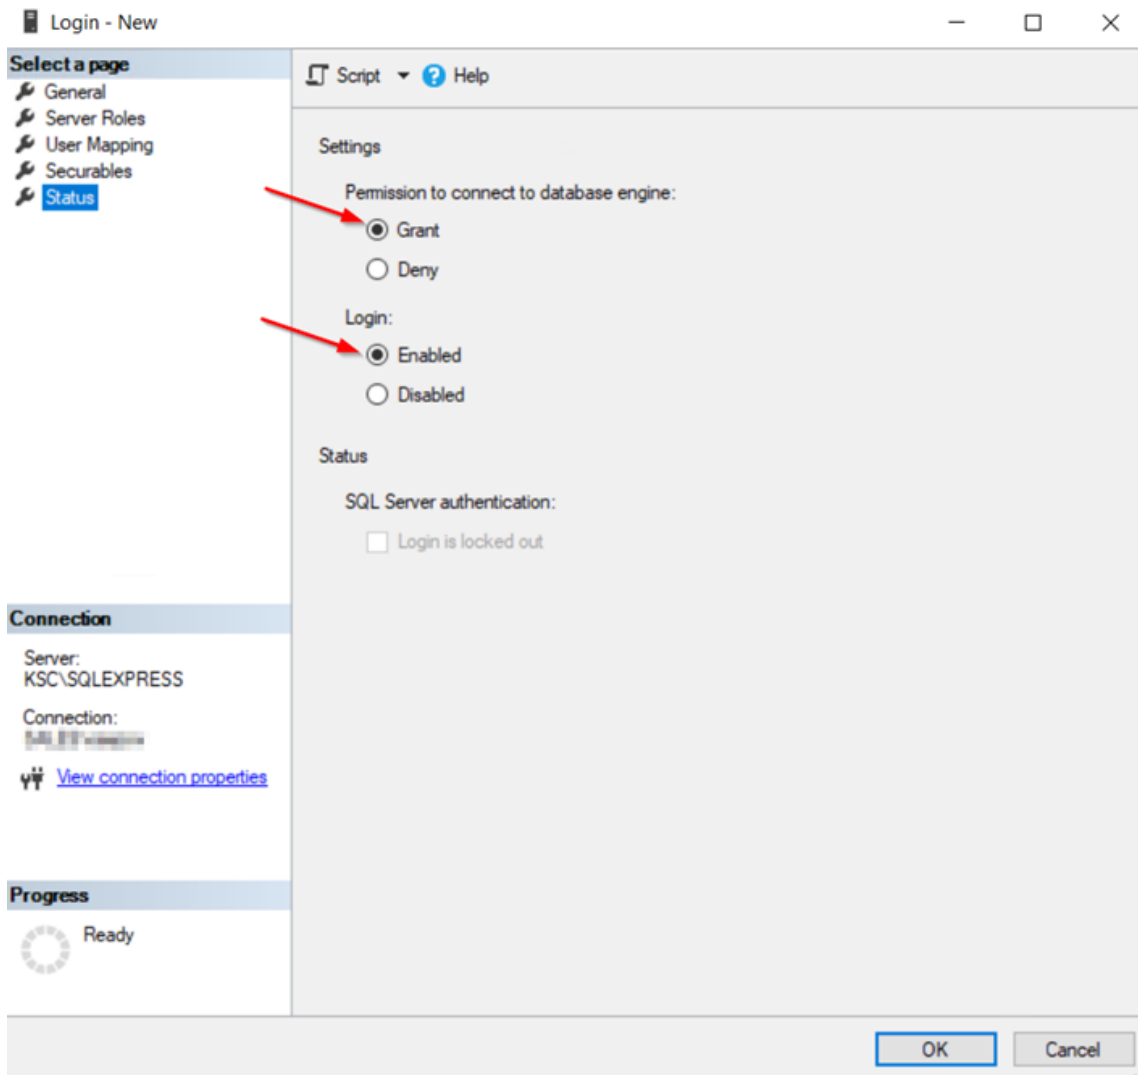 Login - New
Select a page
General
Server Roles
User Mapping
Securables
Status
Script
Help
Settings
Permission to connect to database engine:
Grant
Deny
Login:
Enabled
Disabled
Status
SQL Server authentication:
Login is locked out
Connection
Server:
KSC\SQLEXPRESS
Connection:
View connection properties
Progress
Ready
OK
Cancel